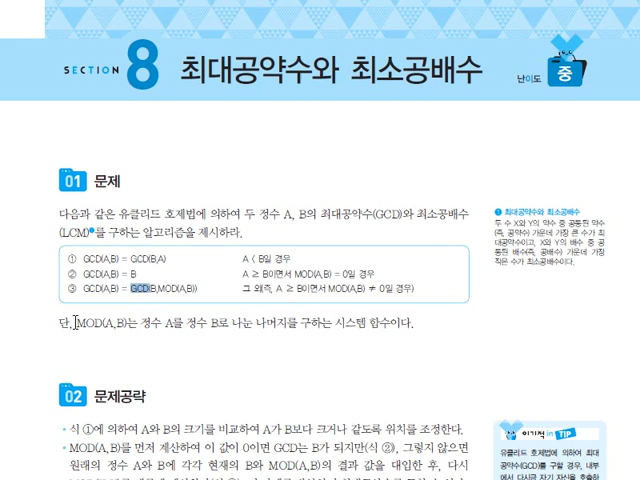 SECTION 8 최대공약수와 최소공배수
난이도 중
01 문제
다음과 같은 유클리드 호제법에 의하여 두 정수 A, B의 최대공약수(GCD)와 최소공배수
(LCM)❶를 구하는 알고리즘을 제시하라.
① GCD(A,B) = GCD(B,A) A < B일 경우
② GCD(A,B) = B A ≥ B이면서 MOD(A,B) = 0일 경우
③ GCD(A,B) = GCD(B,MOD(A,B)) 그 외(즉, A ≥ B이면서 MOD(A,B) ≠ 0일 경우)
단, MOD(A,B)는 정수 A를 정수 B로 나눈 나머지를 구하는 시스템 함수이다.
❶ 최대공약수와 최소공배수
두 수 X와 Y의 약수 중 공통된 약수
(즉, 공약수) 가운데 가장 큰 수가 최
대공약수이고, X와 Y의 배수 중 공
통된 배수(즉, 공배수) 가운데 가장
작은 수가 최소공배수이다.
02 문제공략
• 식 ①에 의하여 A와 B의 크기를 비교하여 A가 B보다 크거나 같도록 위치를 조정한다.
• MOD(A,B)를 먼저 계산하여 이 값이 0이면 GCD는 B가 되지만(식 ②), 그렇지 않으면
원래의 정수 A와 B에 각각 현재의 B와 MOD(A,B)의 결과 값을 대입한 후, 다시
이기적 in TIP
유클리드 호제법에 의하여 최대
공약수(GCD)를 구할 경우, 내부
에서 다시금 자기 자신을 호출하